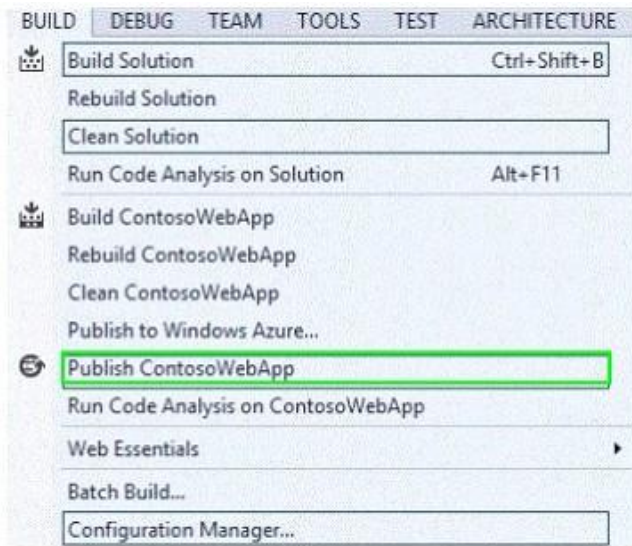 BUILD DEBUG TEAM TOOLS TEST ARCHITECTURE
Build Solution Ctrl+Shift+B
Rebuild Solution
Clean Solution
Run Code Analysis on Solution Alt+F11
Build ContosoWebApp
Rebuild ContosoWebApp
Clean ContosoWebApp
Publish to Windows Azure...
Publish ContosoWebApp
Run Code Analysis on ContosoWebApp
Web Essentials
Batch Build...
Configuration Manager...